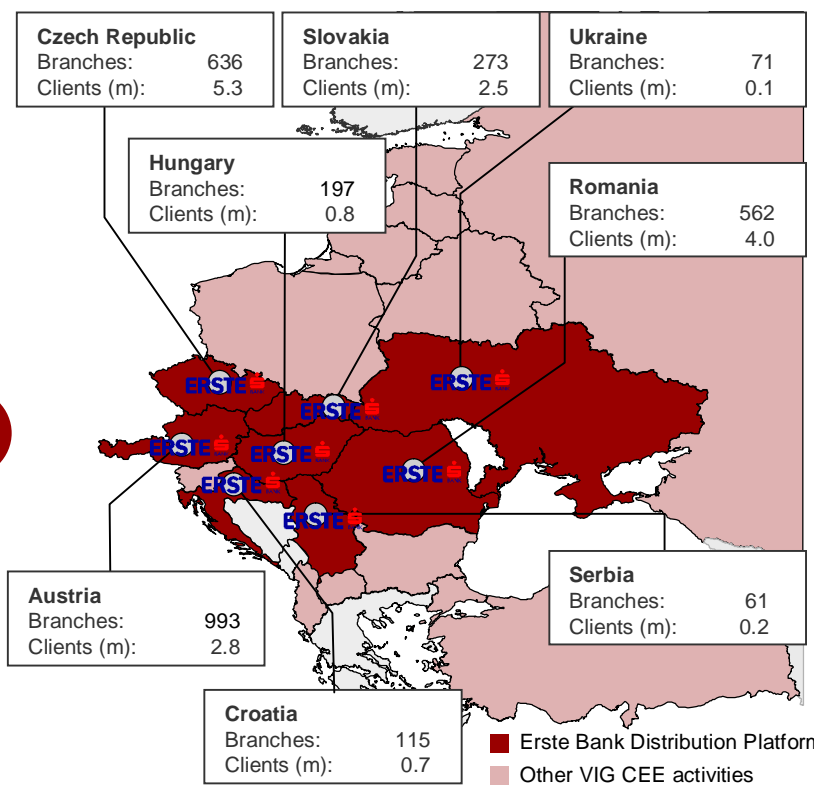 Czech Republic
Branches: 636
Clients (m): 5.3
Slovakia
Branches: 273
Clients (m): 2.5
Ukraine
Branches: 71
Clients (m): 0.1
Hungary
Branches: 197
Clients (m): 0.8
Romania
Branches: 562
Clients (m): 4.0
ERSTE
ERSTE
ERSTE
ERSTE
ERSTE
ERSTE
ERSTE
ERSTE
Austria
Branches: 993
Clients (m): 2.8
Serbia
Branches: 61
Clients (m): 0.2
Croatia
Branches: 115
Clients (m): 0.7
Erste Bank Distribution Platform
Other VIG CEE activities